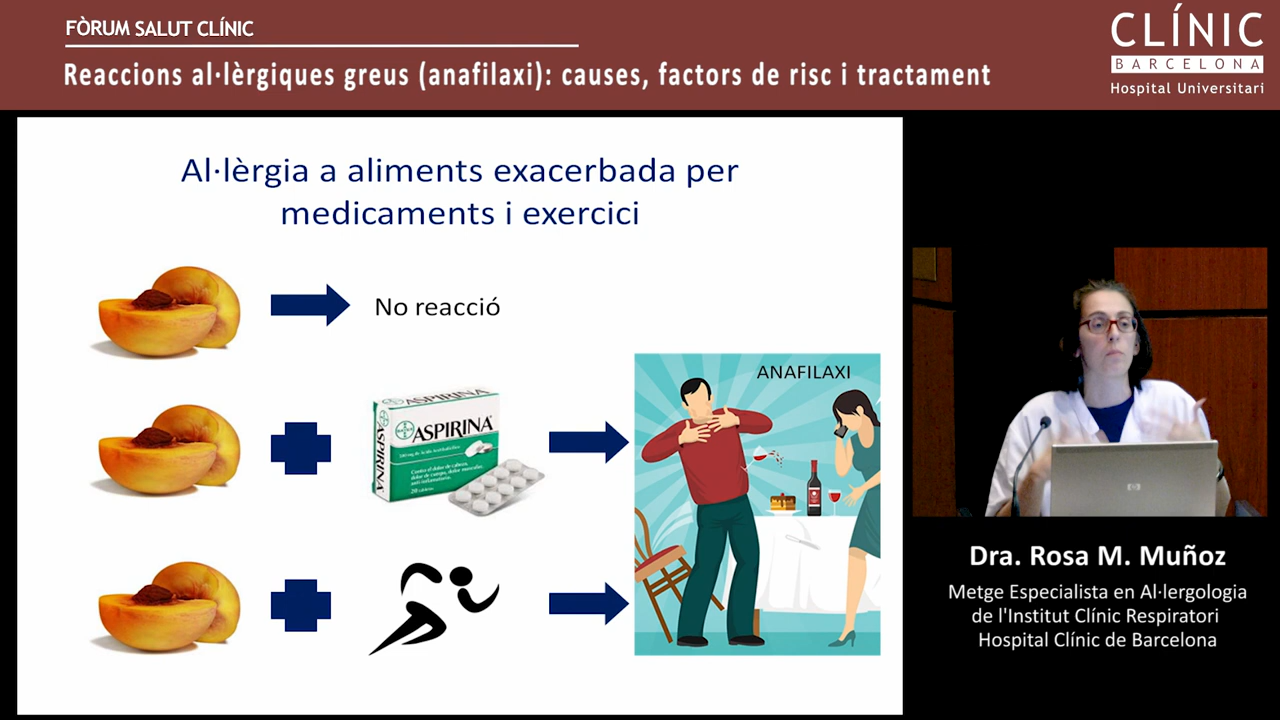 FÒRUM SALUT CLÍNIC
Reaccions al·lèrgiques greus (anafilaxi): causes, factors de risc i tractament
CLÍNIC
BARCELONA
Hospital Universitari
Al·lèrgia a aliments exacerbada per
medicaments i exercici
No reacció
ASPIRINA
ASPIRINA
ASPIRINA
ANAFILAXI
Dra. Rosa M. Muñoz
Metge Especialista en Al·lergologia
de l'Institut Clínic Respiratori
Hospital Clínic de Barcelona